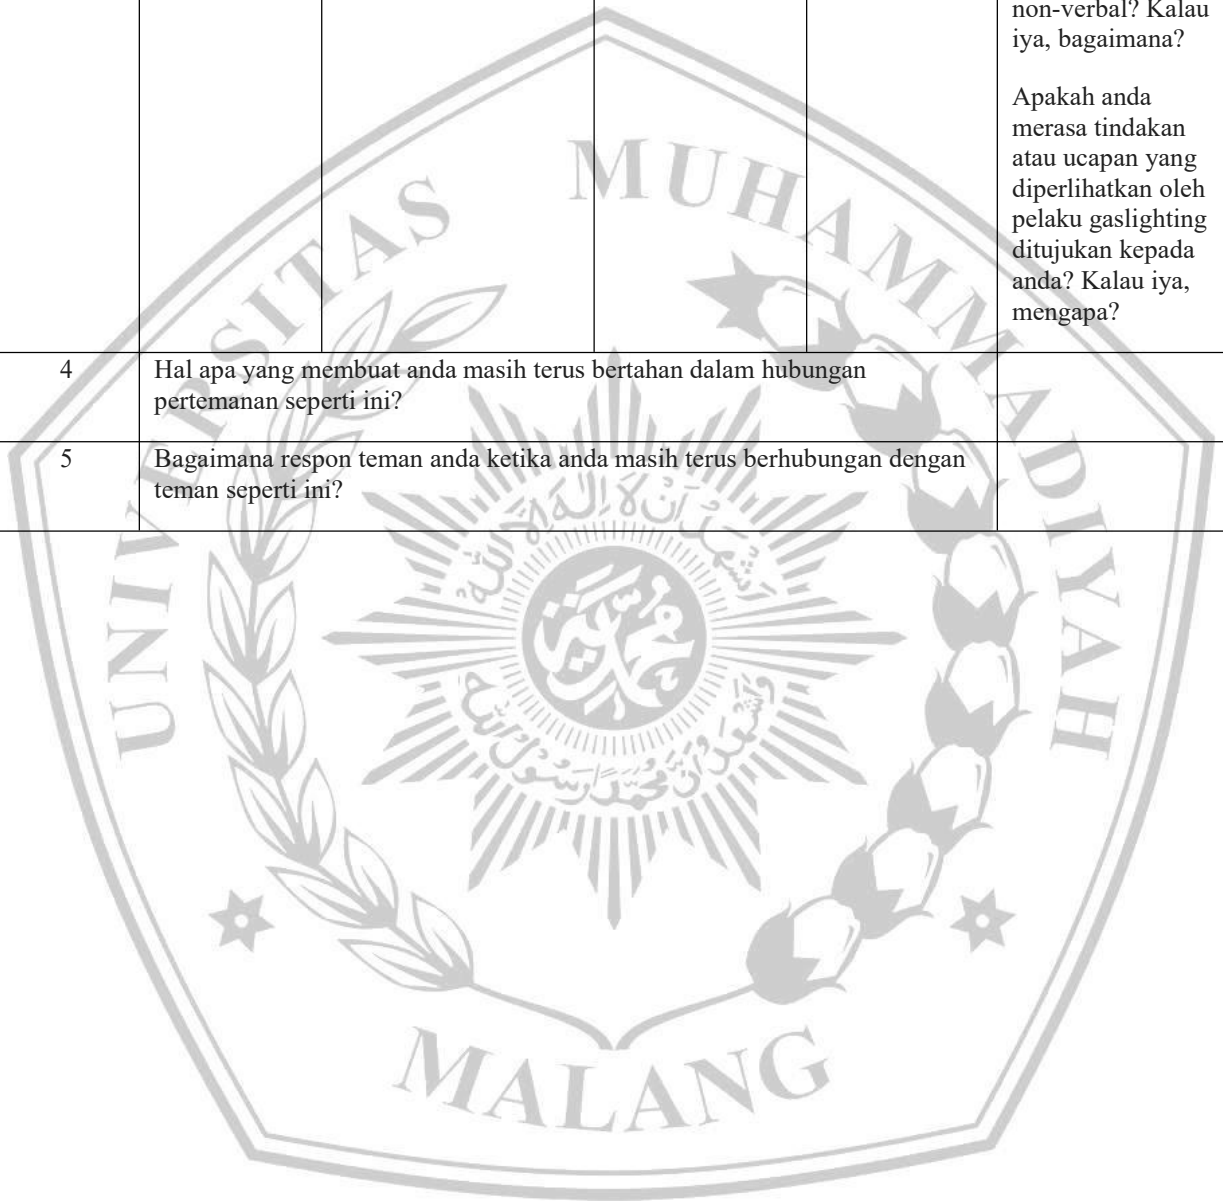 non-verbal? Kalau
iya, bagaimana?
Apakah anda
merasa tindakan
atau ucapan yang
diperlihatkan oleh
pelaku gaslighting
ditujukan kepada
anda? Kalau iya,
mengapa?
4
Hal apa yang membuat anda masih terus bertahan dalam hubungan
pertemanan seperti ini?
5
Bagaimana respon teman anda ketika anda masih terus berhubungan dengan
teman seperti ini?
UNIVERSITAS MUHAMMADIYAH
MALANG